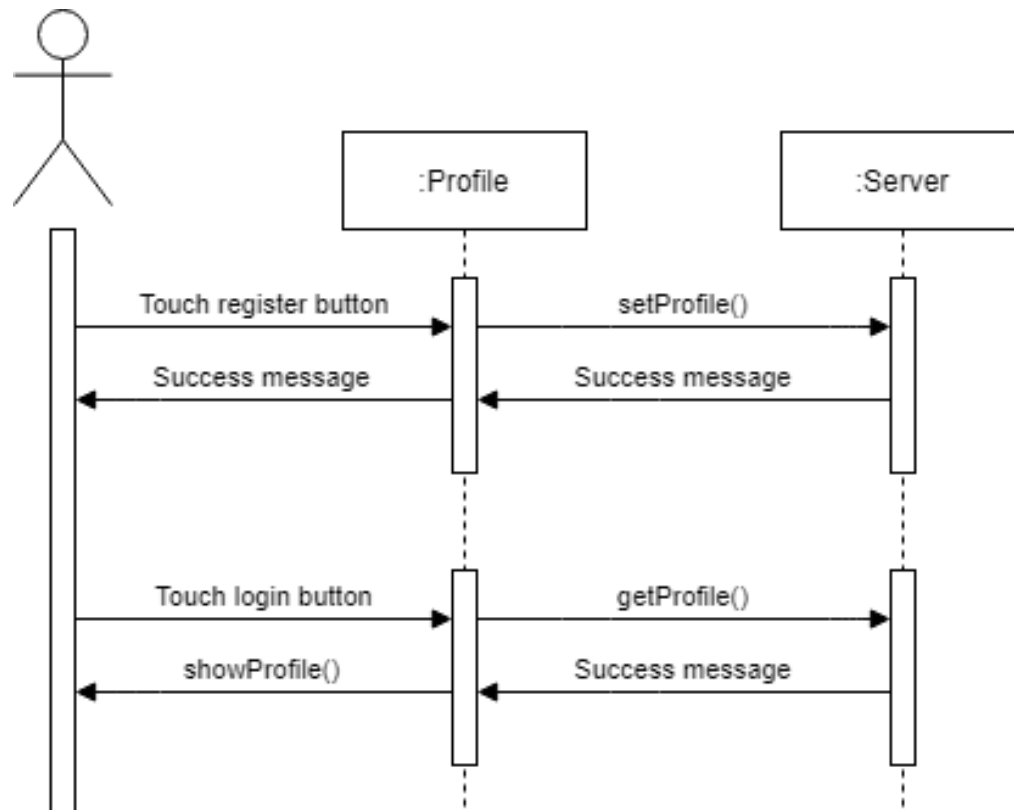 :Profile
:Server
Touch register button
setProfile()
Success message
Success message
Touch login button
getProfile()
showProfile()
Success message